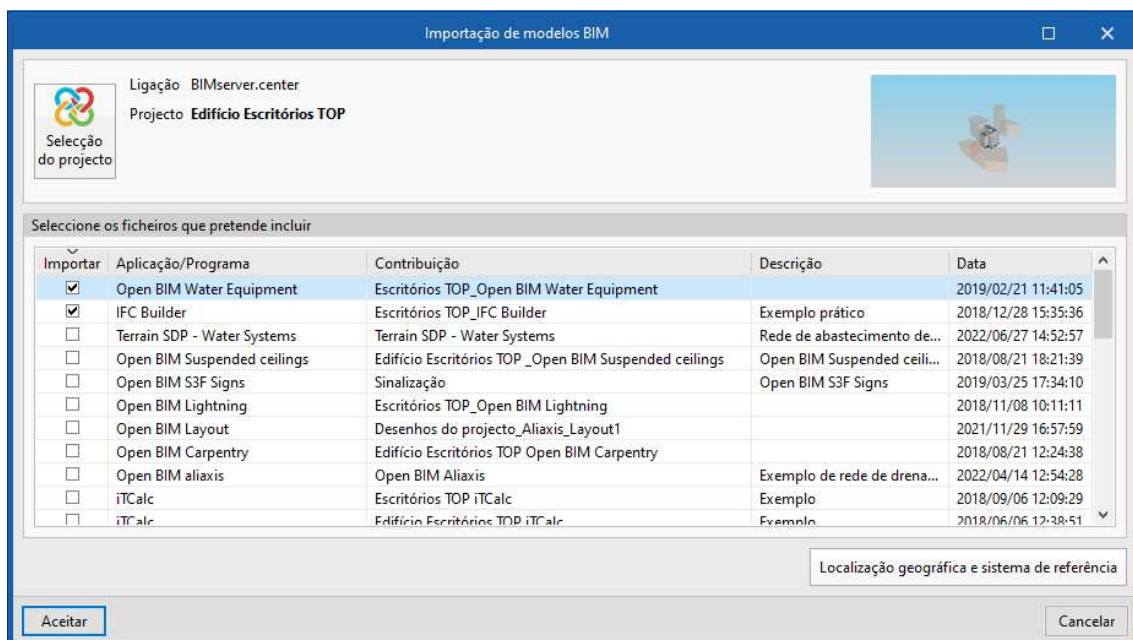 Importação de modelos BIM
Ligação BIMserver.center
Projecto Edifício Escritórios TOP
Selecção
do projecto
Seleccione os ficheiros que pretende incluir
Importar Aplicação/Programa Contribuição Descrição Data
Open BIM Water Equipment Escritórios TOP_Open BIM Water Equipment 2019/02/21 11:41:05
IFC Builder Escritórios TOP_IFC Builder Exemplo prático 2018/12/28 15:35:36
Terrain SDP - Water Systems Terrain SDP - Water Systems Rede de abastecimento de... 2022/06/27 14:52:57
Open BIM Suspended ceilings Edifício Escritórios TOP _Open BIM Suspended ceilings Open BIM Suspended ceili... 2018/08/21 18:21:39
Open BIM S3F Signs Sinalização Open BIM S3F Signs 2019/03/25 17:34:10
Open BIM Lightning Escritórios TOP_Open BIM Lightning 2018/11/08 10:11:11
Open BIM Layout Desenhos do projecto_Aliaxis_Layout1 2021/11/29 16:57:59
Open BIM Carpentry Edifício Escritórios TOP Open BIM Carpentry 2018/08/21 12:24:38
Open BIM aliaxis Open BIM Aliaxis Exemplo de rede de drena... 2022/04/14 12:54:28
iTCalc Escritórios TOP iTCalc Exemplo 2018/09/06 12:09:29
iTCalc Edifício Escritórios TOP iTCalc Exemplo 2018/06/06 12:38:51
Localização geográfica e sistema de referência
Aceitar Cancelar